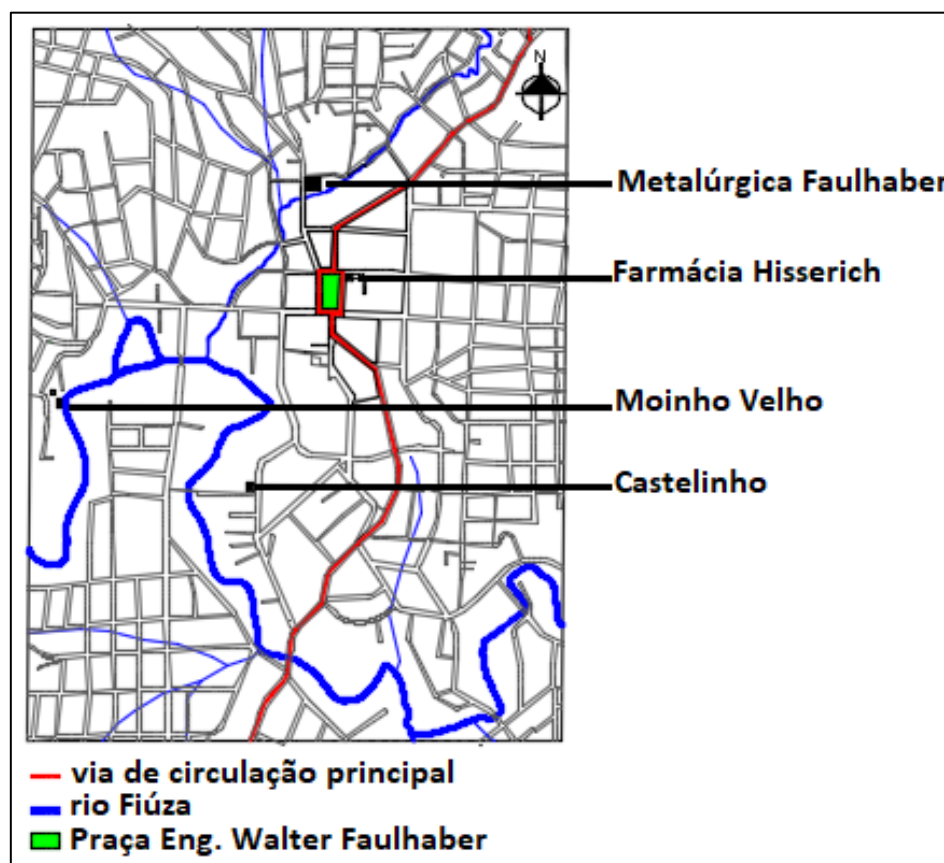 N
Metalúrgica Faulhaber
Farmácia Hisserich
Moinho Velho
Castelinho
via de circulação principal
rio Fiúza
Praça Eng. Walter Faulhaber